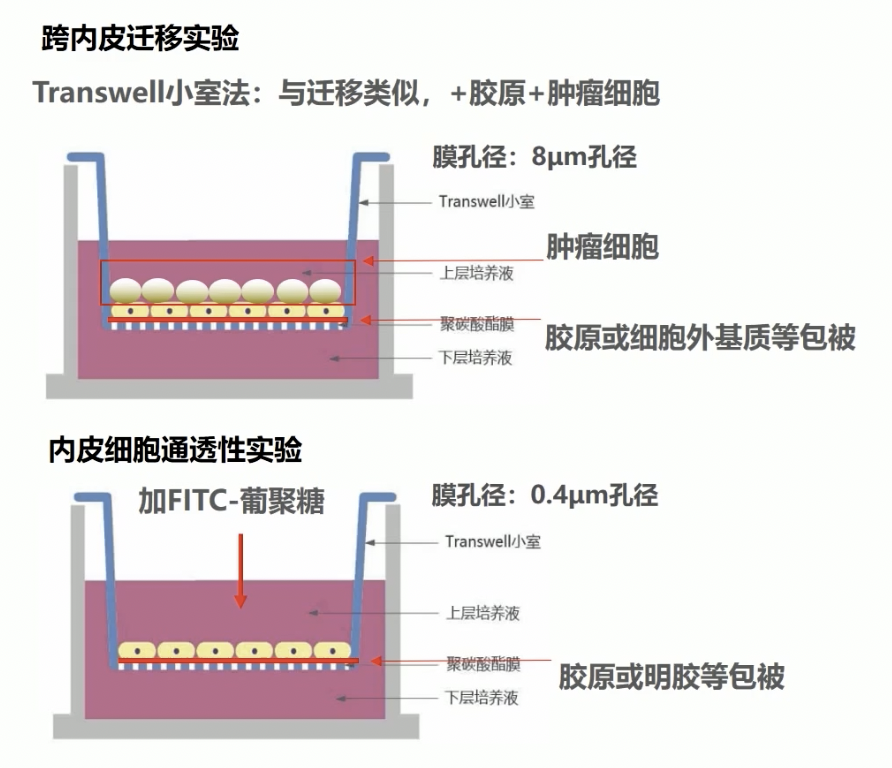 跨内皮迁移实验
Transwell小室法：与迁移类似，+胶原+肿瘤细胞
膜孔径：8μm孔径
Transwell小室
肿瘤细胞
上层培养液
聚碳酸酯膜
胶原或细胞外基质等包被
下层培养液
内皮细胞通透性实验
加FITC-葡聚糖
膜孔径：0.4μm孔径
Transwell小室
上层培养液
聚碳酸酯膜
胶原或明胶等包被
下层培养液